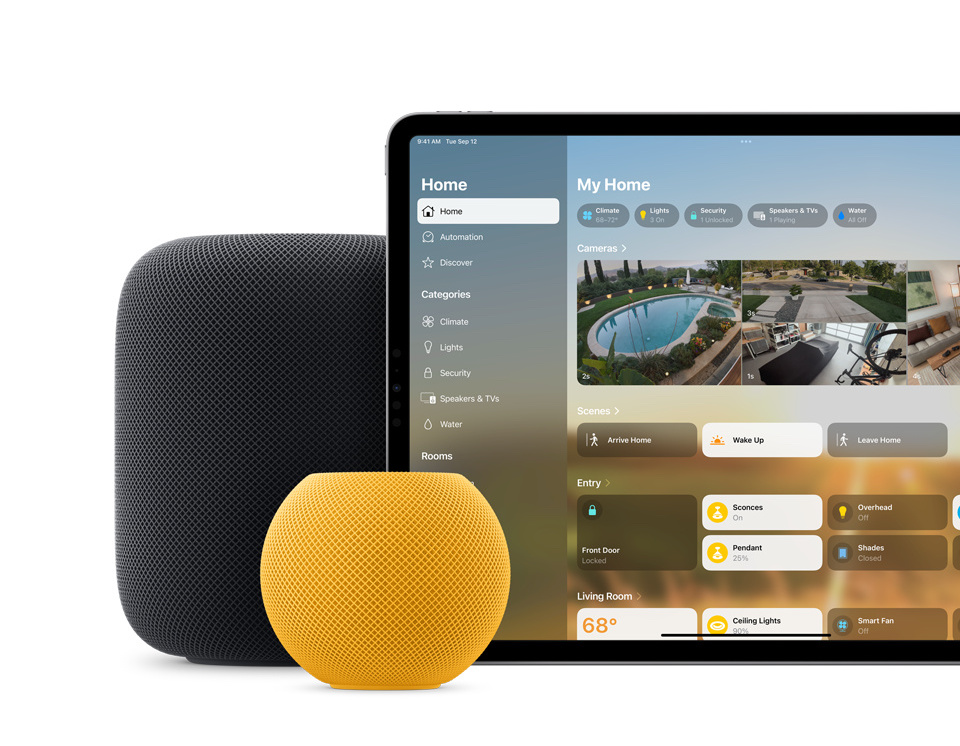 9:41 AM Tue Sep 12
Home
Home
Automation
Discover
Categories
Climate
Lights
Security
Speakers & TVs
Water
Rooms
My Home
Climate
68–72°
Lights
3 On
Security
1 Unlocked
Speakers & TVs
1 Playing
Water
All Off
Cameras
2s
3s
1s
4s
Scenes
Arrive Home
Wake Up
Leave Home
Entry
Front Door
Locked
Sconces
On
Overhead
Off
Pendant
25%
Shades
Closed
Living Room
68°
Ceiling Lights
90%
Smart Fan
Off